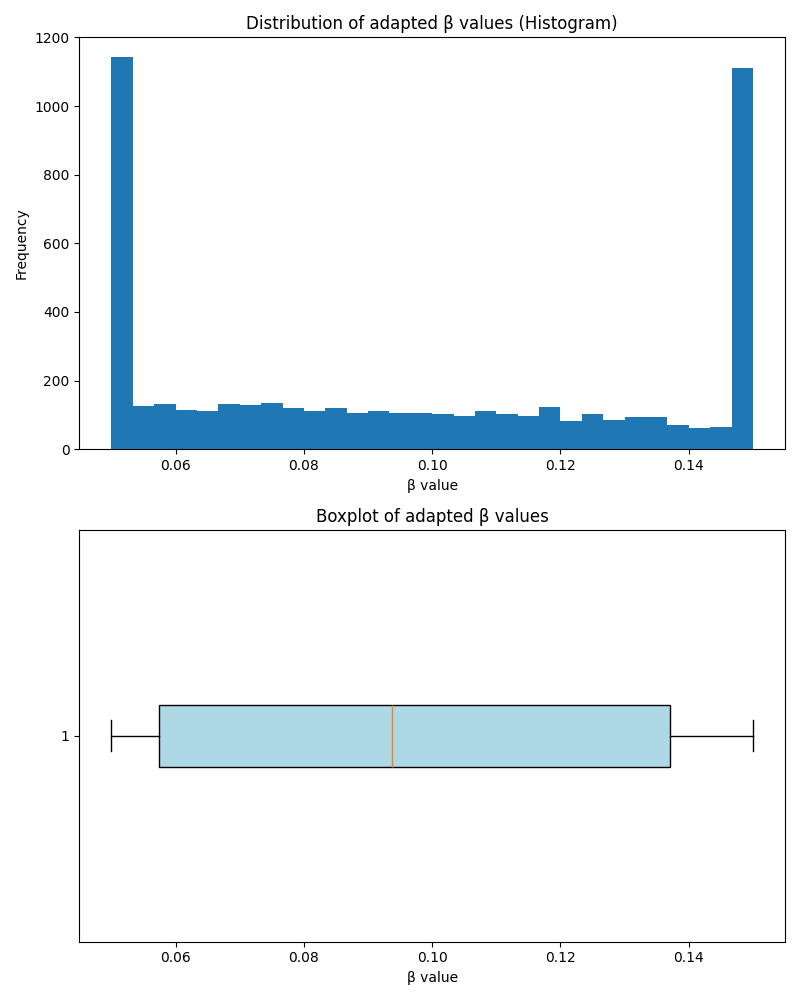 Distribution of adapted β values (Histogram)
1200
1000
800
600
400
200
0
Frequency
0.06 0.08 0.10 0.12 0.14
β value
Boxplot of adapted β values
1
0.06 0.08 0.10 0.12 0.14
β value